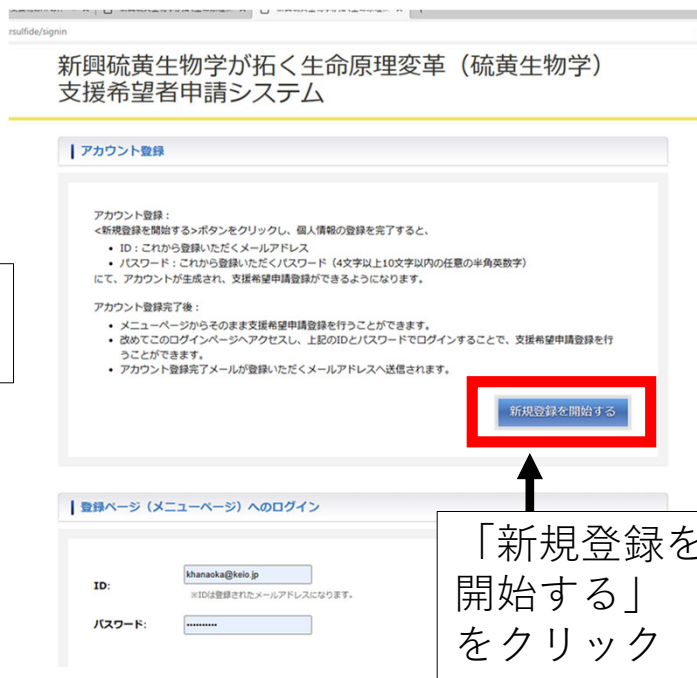 rsulfide/signin
新興硫黄生物学が拓く生命原理変革（硫黄生物学）
支援希望者申請システム
アカウント登録
アカウント登録：
<新規登録を開始する>ボタンをクリックし、個人情報の登録を完了すると、
• ID：これから登録いただくメールアドレス
• パスワード：これから登録いただくパスワード（4文字以上10文字以内の任意の半角英数字）
にて、アカウントが生成され、支援希望申請登録ができるようになります。
アカウント登録完了後：
• メニューページからそのまま支援希望申請登録を行うことができます。
• 改めてこのログインページへアクセスし、上記のIDとパスワードでログインすることで、支援希望申請登録を行
うことができます。
• アカウント登録完了メールが登録いただくメールアドレスへ送信されます。
新規登録を開始する
登録ページ（メニューページ）へのログイン
「新規登録を
開始する」
をクリック
ID:
khanaoka@keio.jp
※IDは登録されたメールアドレスになります。
パスワード: